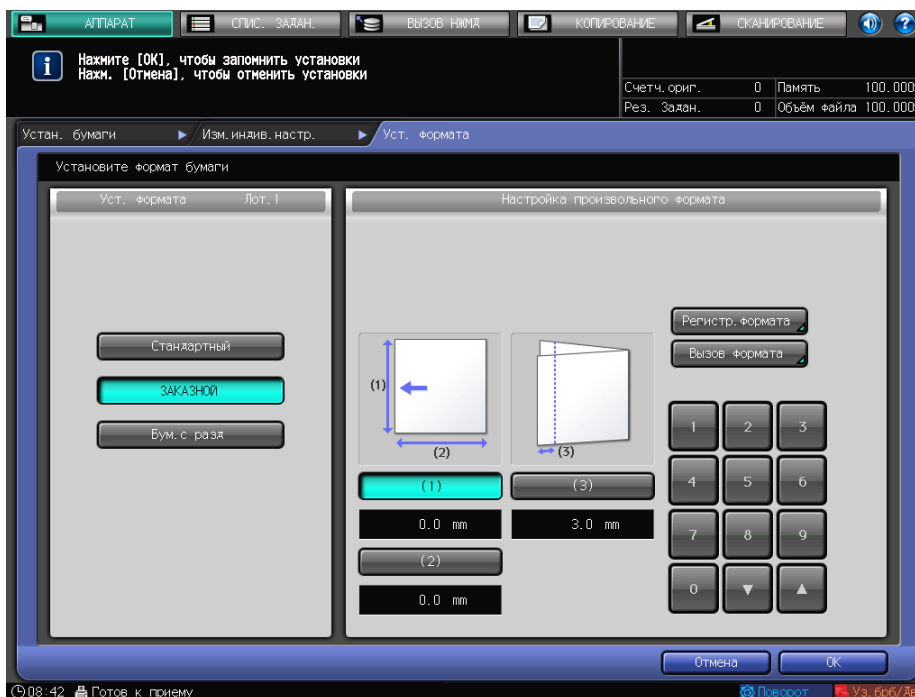 АППАРАТ
СПИС. ЗАДАН.
ВЫЗОВ НЖМД
КОПИРОВАНИЕ
СКАНИРОВАНИЕ
Нажмите [OK], чтобы запомнить установки
Нажм. [Отмена], чтобы отменить установки
Счетч.ориг. 0 Память 100.000
Рез. Задан. 0 Объём файла 100.000
Устан. бумаги
Изм.индив.настр.
Уст. формата
Установите формат бумаги
Уст. формата Лот.1
Настройка произвольного формата
Стандартный
ЗАКАЗНОЙ
Бум.с разд
(1)
(2)
(3)
(1)
0.0 mm
(2)
0.0 mm
(3)
3.0 mm
Регистр.формата
Вызов формата
1 2 3
4 5 6
7 8 9
0 ▼ ▲
Отмена
OK
08:42 Готов к приему
Поворот
Уз.брб/Дв